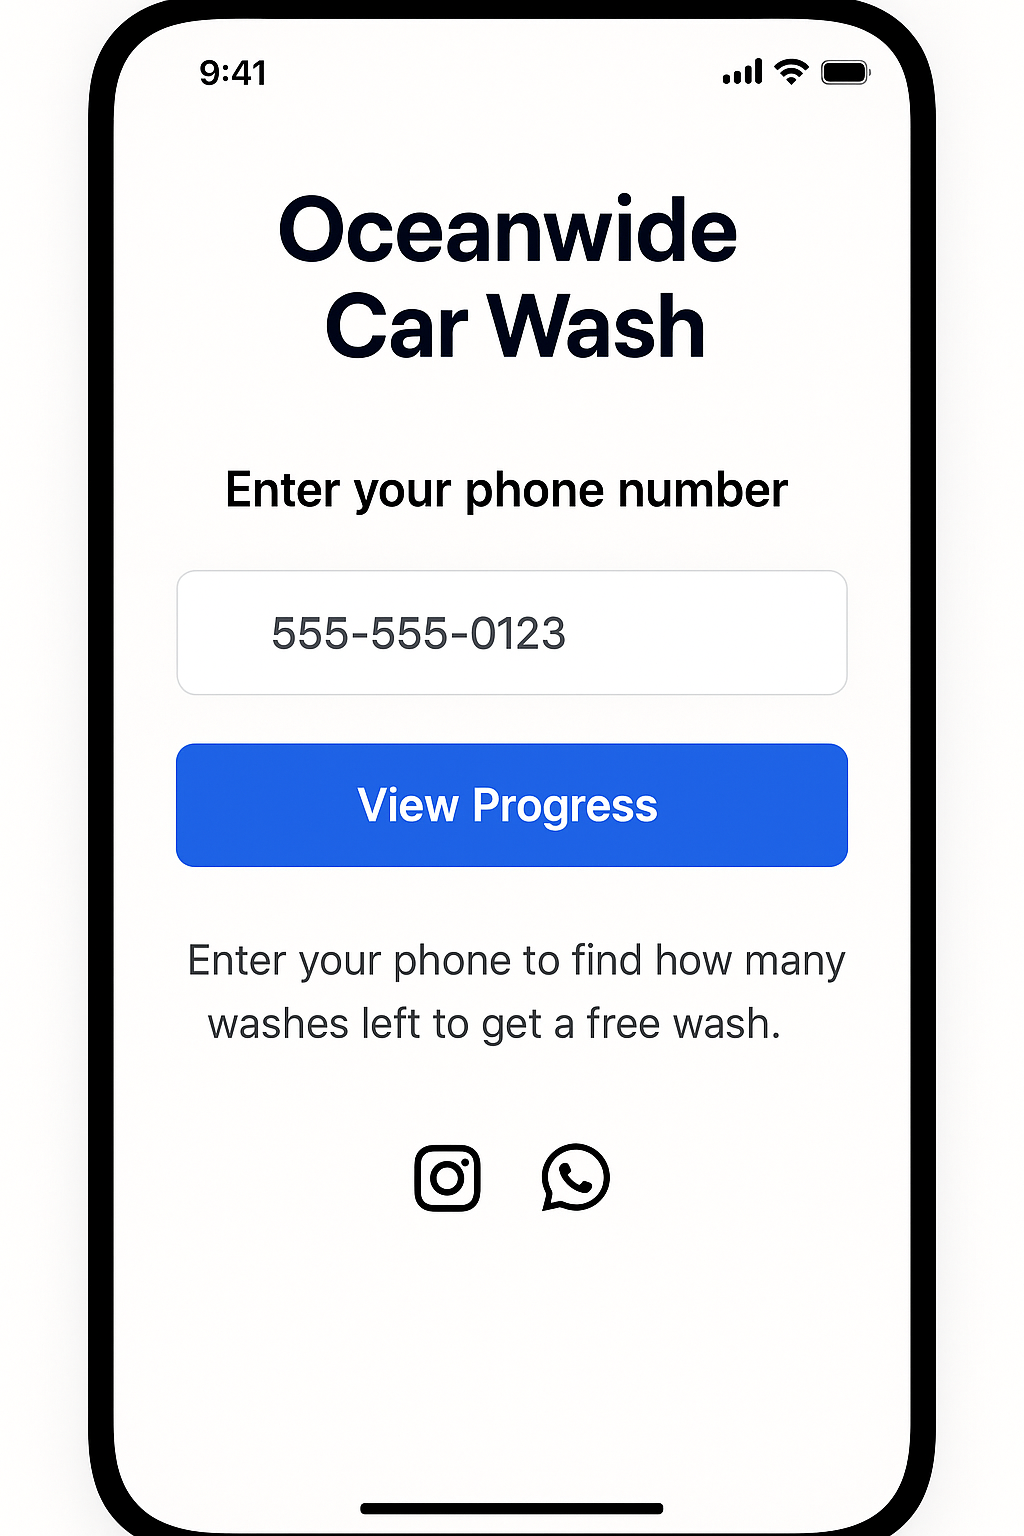 9:41
Oceanwide
Car Wash
Enter your phone number
555-555-0123
View Progress
Enter your phone to find how many
washes left to get a free wash.